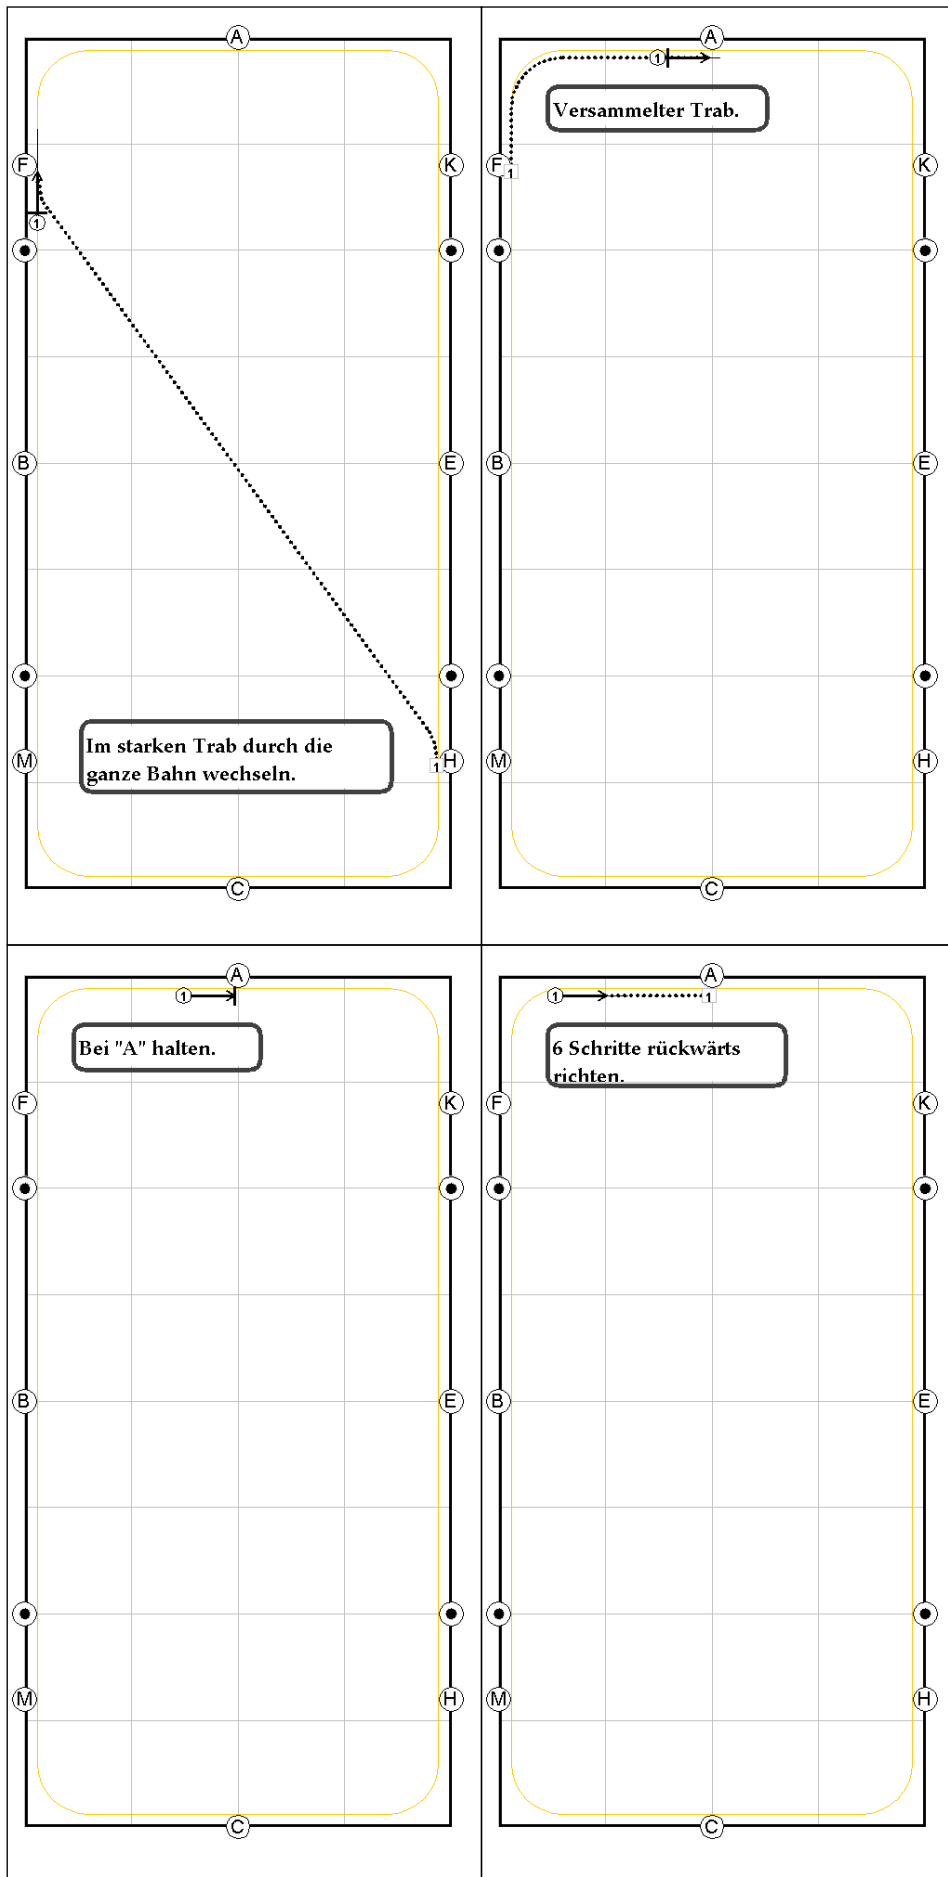 A
F K
B E
Im starken Trab durch die
ganze Bahn wechseln.
M H
1
1
C
A
1
Versammelter Trab.
F K
1
B E
M H
C
A
1
Bei "A" halten.
F K
B E
M H
C
A
1 1
6 Schritte rückwärts
richten.
F K
B E
M H
C